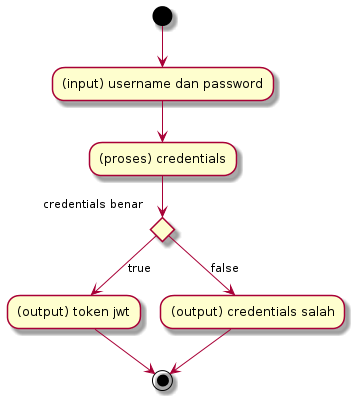 (input) username dan password
(proses) credentials
credentials benar
true
false
(output) token jwt
(output) credentials salah